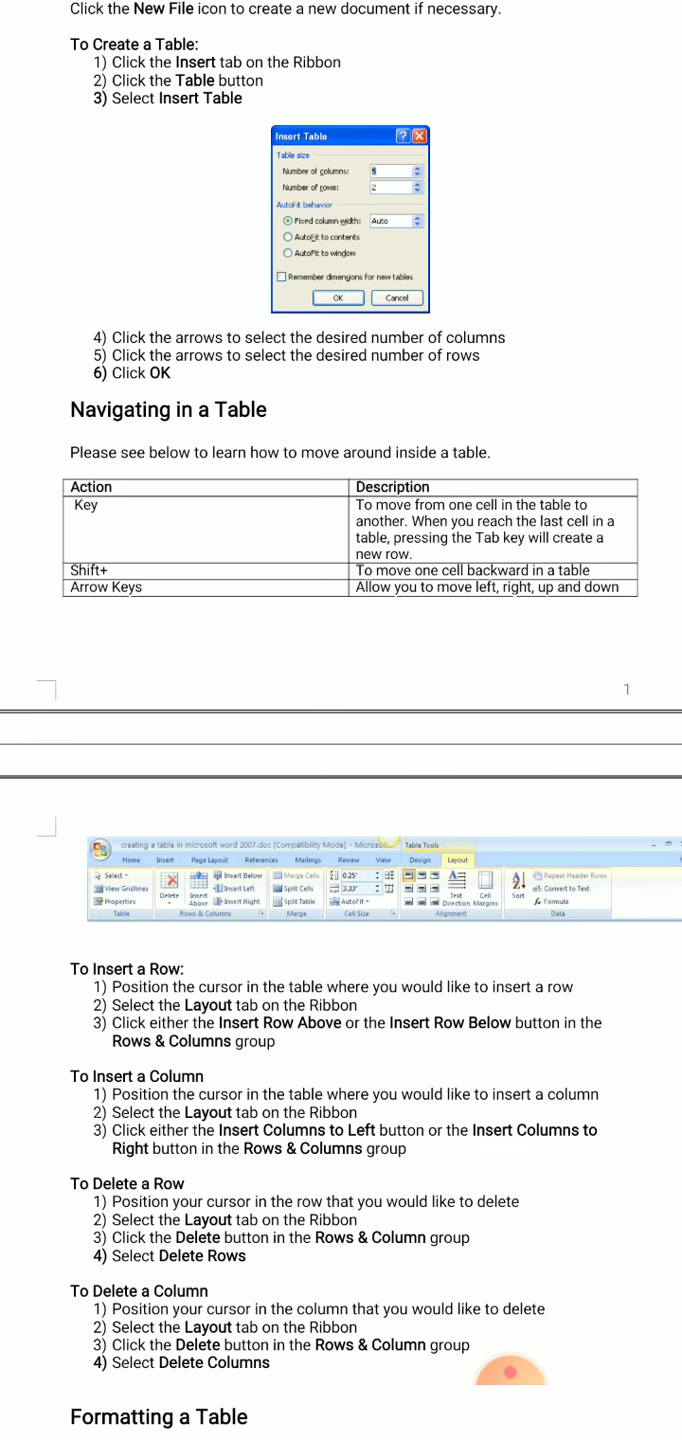 Click the New File icon to create a new document if necessary.
To Create a Table:
1) Click the Insert tab on the Ribbon
2) Click the Table button
3) Select Insert Table
Insert Table
Table size
Number of columns: 5
Number of rows: 2
AutoFit behavior
Fixed column width: Auto
AutoFit to contents
AutoFit to window
Remember dimensions for new tables
OK Cancel
4) Click the arrows to select the desired number of columns
5) Click the arrows to select the desired number of rows
6) Click OK
Navigating in a Table
Please see below to learn how to move around inside a table.
Action Description
Key To move from one cell in the table to
another. When you reach the last cell in a
table, pressing the Tab key will create a
new row.
Shift+ To move one cell backward in a table
Arrow Keys Allow you to move left, right, up and down
1
creating a table in microsoft word 2007.doc [Compatibility Mode] - Microso Table Tools
Home Insert Page Layout References Mailings Review View Design Layout
Select Insert Below Merge Cells 0.25" Repeat Header Rows
View Gridlines Delete Insert Above Insert Left Split Cells 3.33" Text Direction Cell Margins Sort Convert to Text
Properties Insert Right Split Table AutoFit Formula
Table Rows & Columns Merge Cell Size Alignment Data
To Insert a Row:
1) Position the cursor in the table where you would like to insert a row
2) Select the Layout tab on the Ribbon
3) Click either the Insert Row Above or the Insert Row Below button in the
Rows & Columns group
To Insert a Column
1) Position the cursor in the table where you would like to insert a column
2) Select the Layout tab on the Ribbon
3) Click either the Insert Columns to Left button or the Insert Columns to
Right button in the Rows & Columns group
To Delete a Row
1) Position your cursor in the row that you would like to delete
2) Select the Layout tab on the Ribbon
3) Click the Delete button in the Rows & Column group
4) Select Delete Rows
To Delete a Column
1) Position your cursor in the column that you would like to delete
2) Select the Layout tab on the Ribbon
3) Click the Delete button in the Rows & Column group
4) Select Delete Columns
Formatting a Table